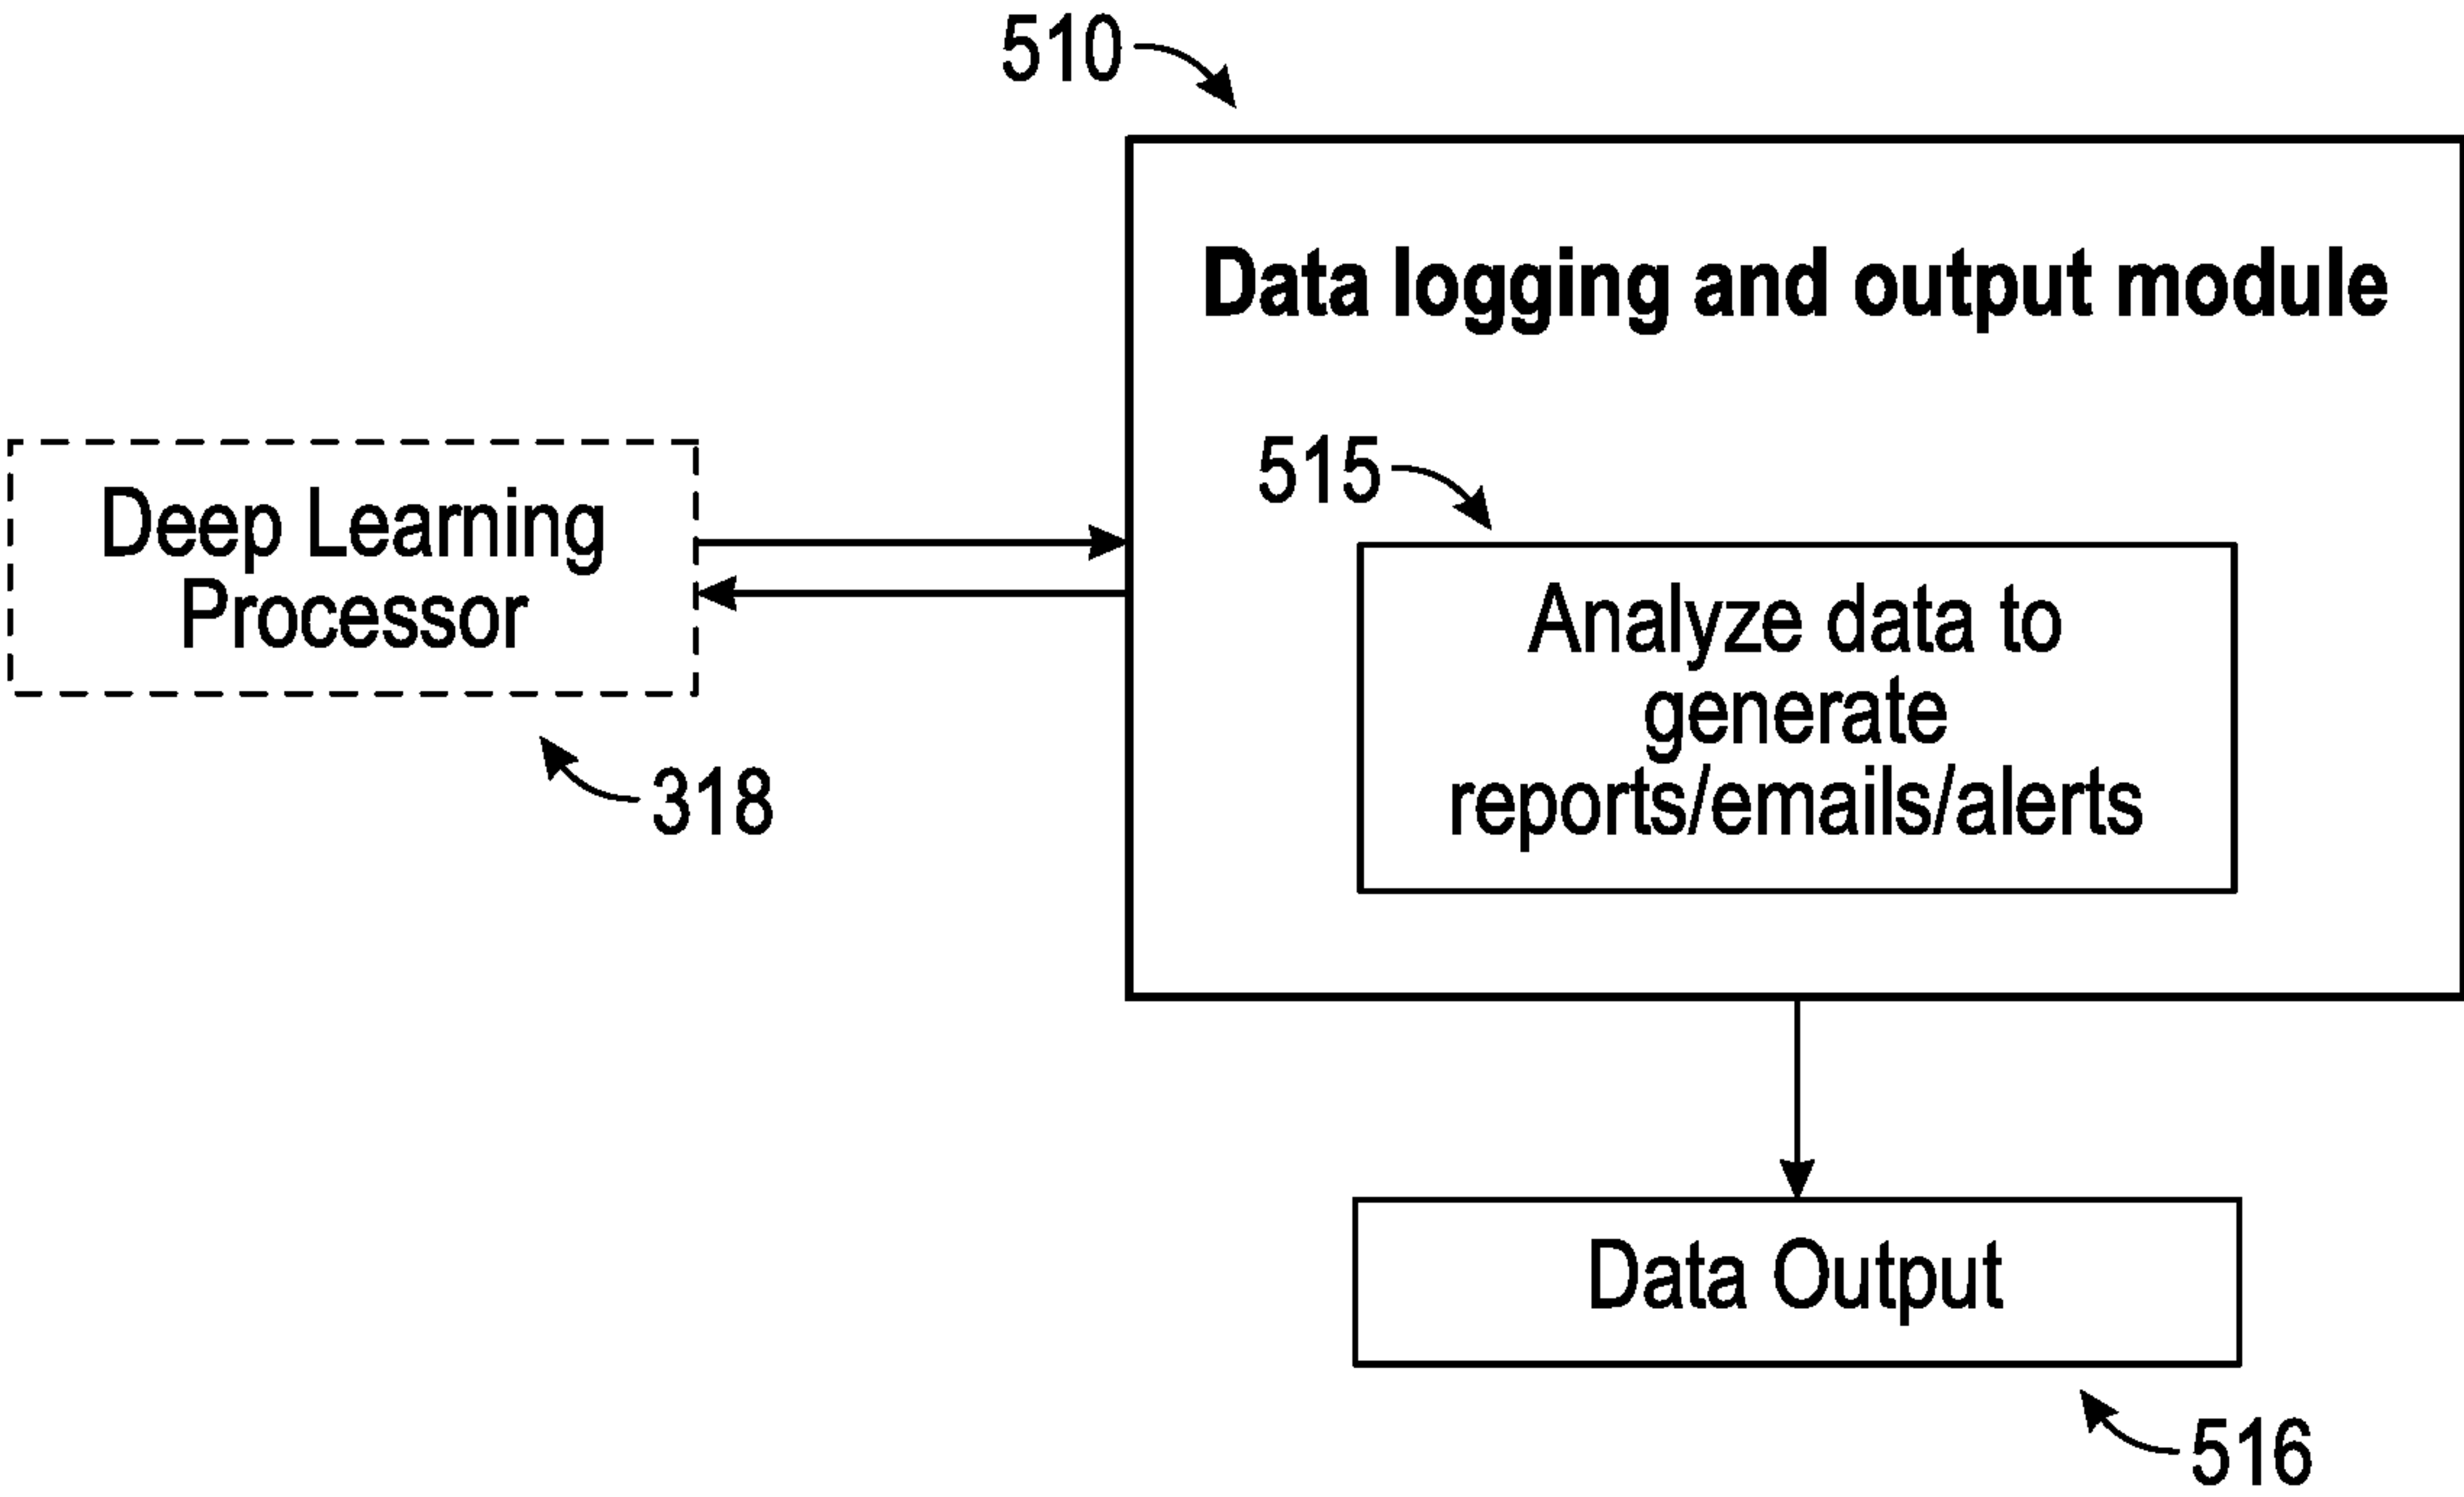 510
Data logging and output module
515
Deep Learning
Processor
Analyze data to
generate
reports/emails/alerts
318
Data Output
516